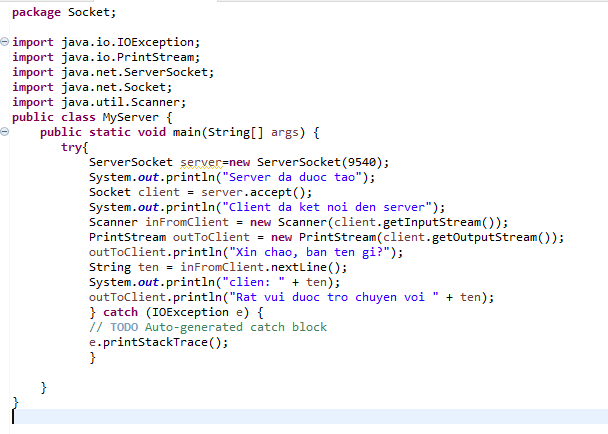 package Socket;
import java.io.IOException;
import java.io.PrintStream;
import java.net.ServerSocket;
import java.net.Socket;
import java.util.Scanner;
public class MyServer {
    public static void main(String[] args) {
       try{
           ServerSocket server=new ServerSocket(9540);
           System.out.println("Server da duoc tao");
           Socket client = server.accept();
           System.out.println("Client da ket noi den server");
           Scanner inFromClient = new Scanner(client.getInputStream());
           PrintStream outToClient = new PrintStream(client.getOutputStream());
           outToClient.println("Xin chao, ban ten gi?");
           String ten = inFromClient.nextLine();
           System.out.println("clien: " + ten);
           outToClient.println("Rat vui duoc tro chuyen voi " + ten);
           } catch (IOException e) {
           // TODO Auto-generated catch block
           e.printStackTrace();
           }
    }
}